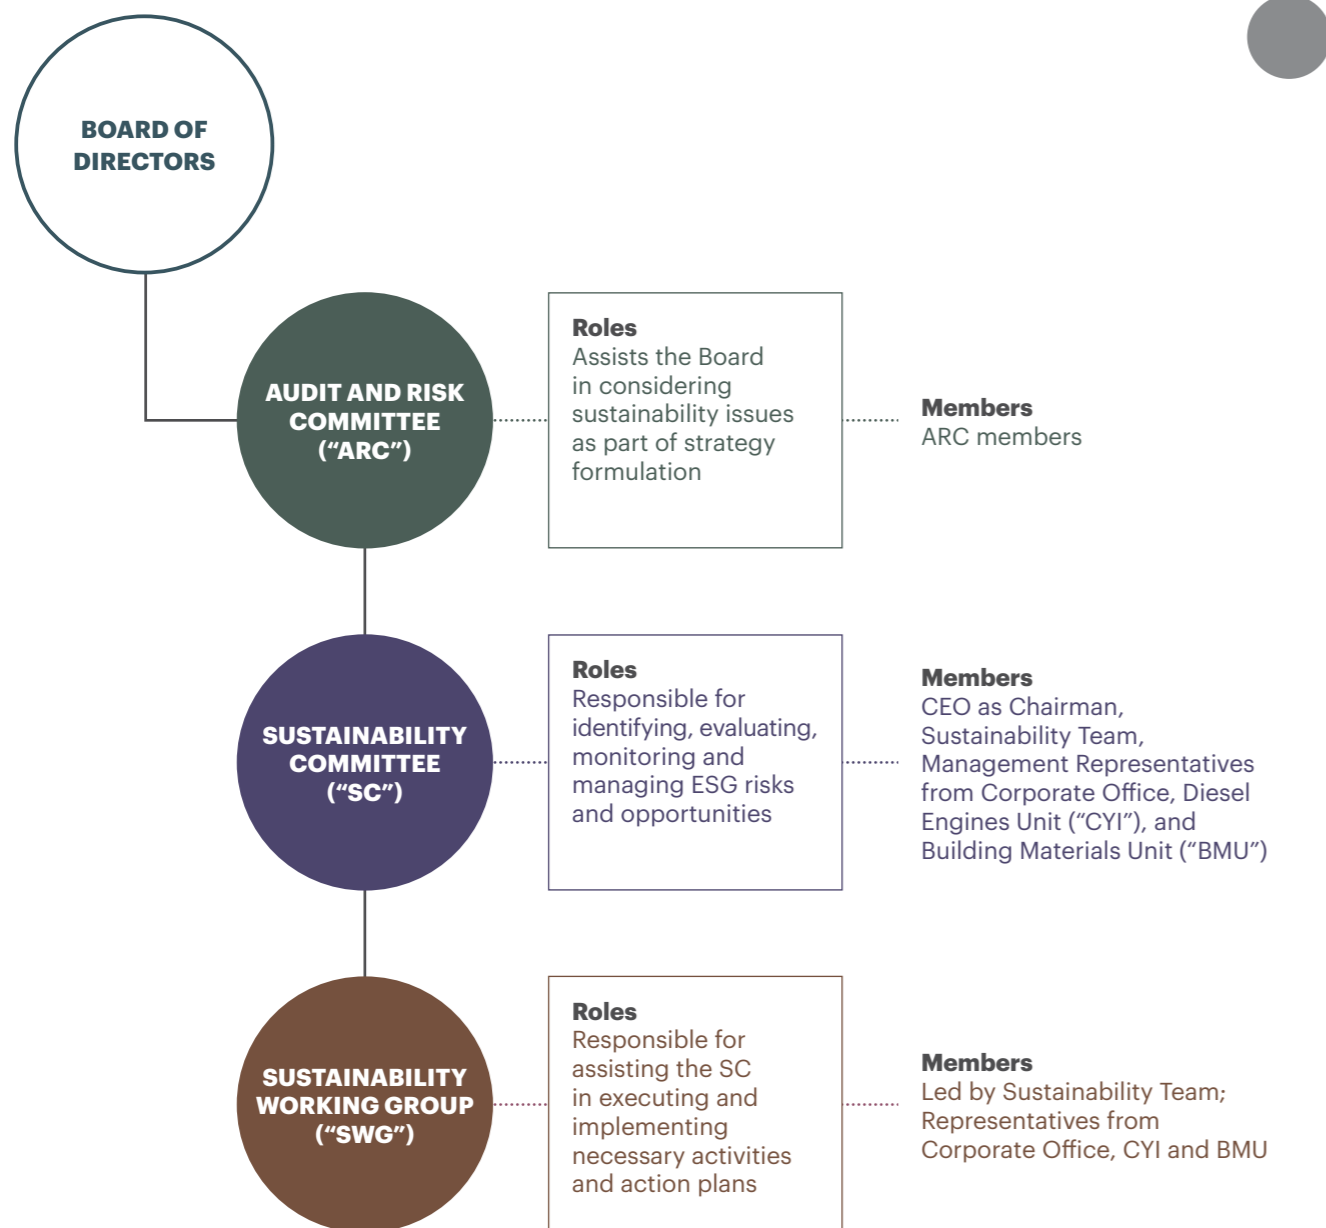 BOARD OF
DIRECTORS
AUDIT AND RISK
COMMITTEE
(“ARC”)
Roles
Assists the Board
in considering
sustainability issues
as part of strategy
formulation
Members
ARC members
SUSTAINABILITY
COMMITTEE
(“SC”)
Roles
Responsible for
identifying, evaluating,
monitoring and
managing ESG risks
and opportunities
Members
CEO as Chairman,
Sustainability Team,
Management Representatives
from Corporate Office, Diesel
Engines Unit (“CYI”), and
Building Materials Unit (“BMU”)
SUSTAINABILITY
WORKING GROUP
(“SWG”)
Roles
Responsible for
assisting the SC
in executing and
implementing
necessary activities
and action plans
Members
Led by Sustainability Team;
Representatives from
Corporate Office, CYI and BMU